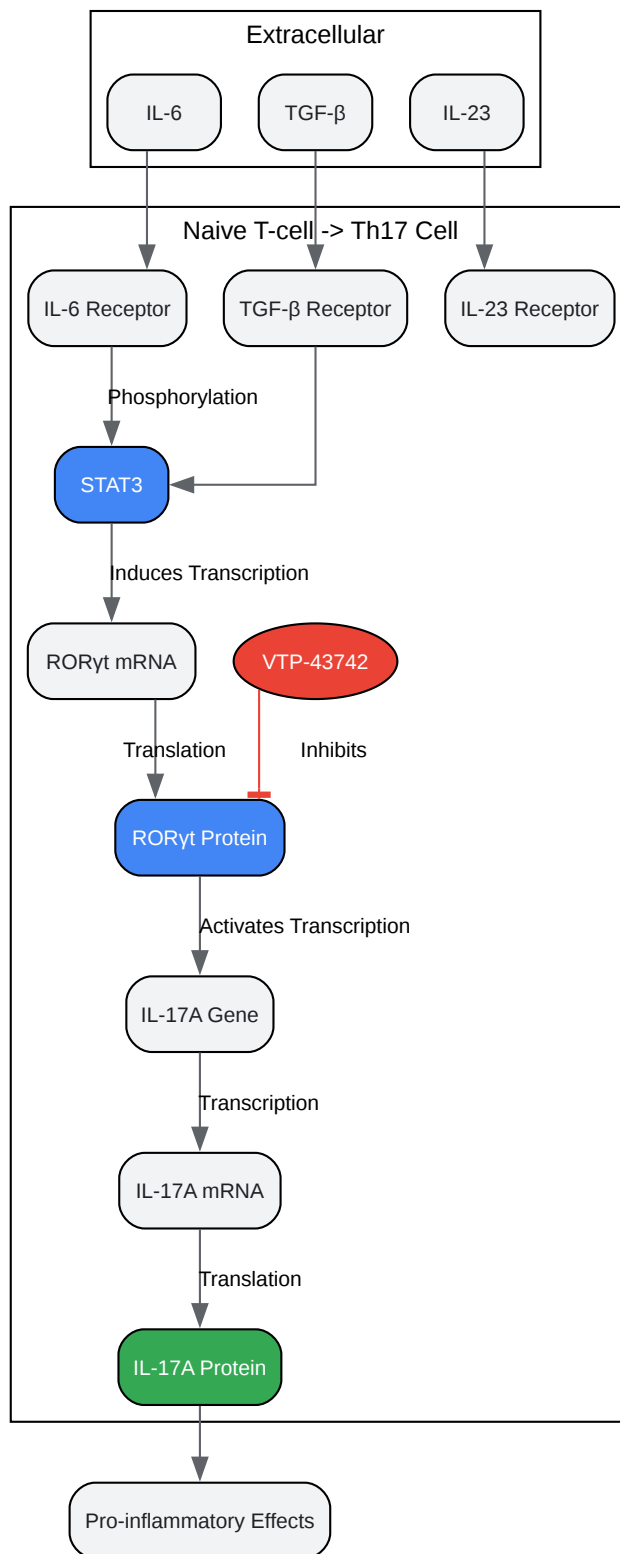 Extracellular
IL-6
TGF-β
IL-23
Naive T-cell -> Th17 Cell
IL-6 Receptor
TGF-β Receptor
IL-23 Receptor
Phosphorylation
STAT3
Induces Transcription
RORγt mRNA
VTP-43742
Translation
Inhibits
RORγt Protein
Activates Transcription
IL-17A Gene
Transcription
IL-17A mRNA
Translation
IL-17A Protein
Pro-inflammatory Effects